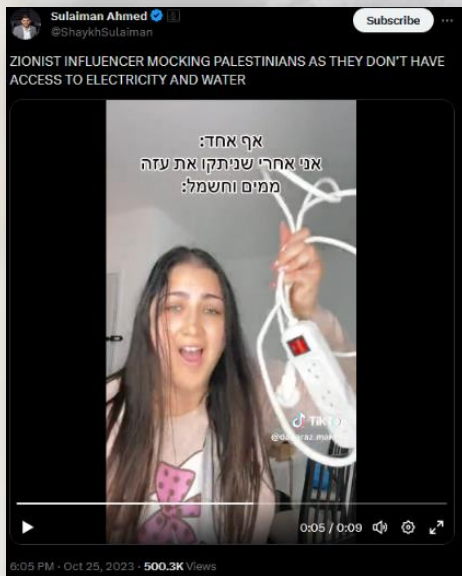 Sulaiman Ahmed
@ShaykhSulaiman
Subscribe
ZIONIST INFLUENCER MOCKING PALESTINIANS AS THEY DON'T HAVE
ACCESS TO ELECTRICITY AND WATER
אף אחד:
אני אחרי שניתקו את עזה
ממים וחשמל:
TikTo
0:05 / 0:09
6:05 PM · Oct 25, 2023 · 500.3K Views